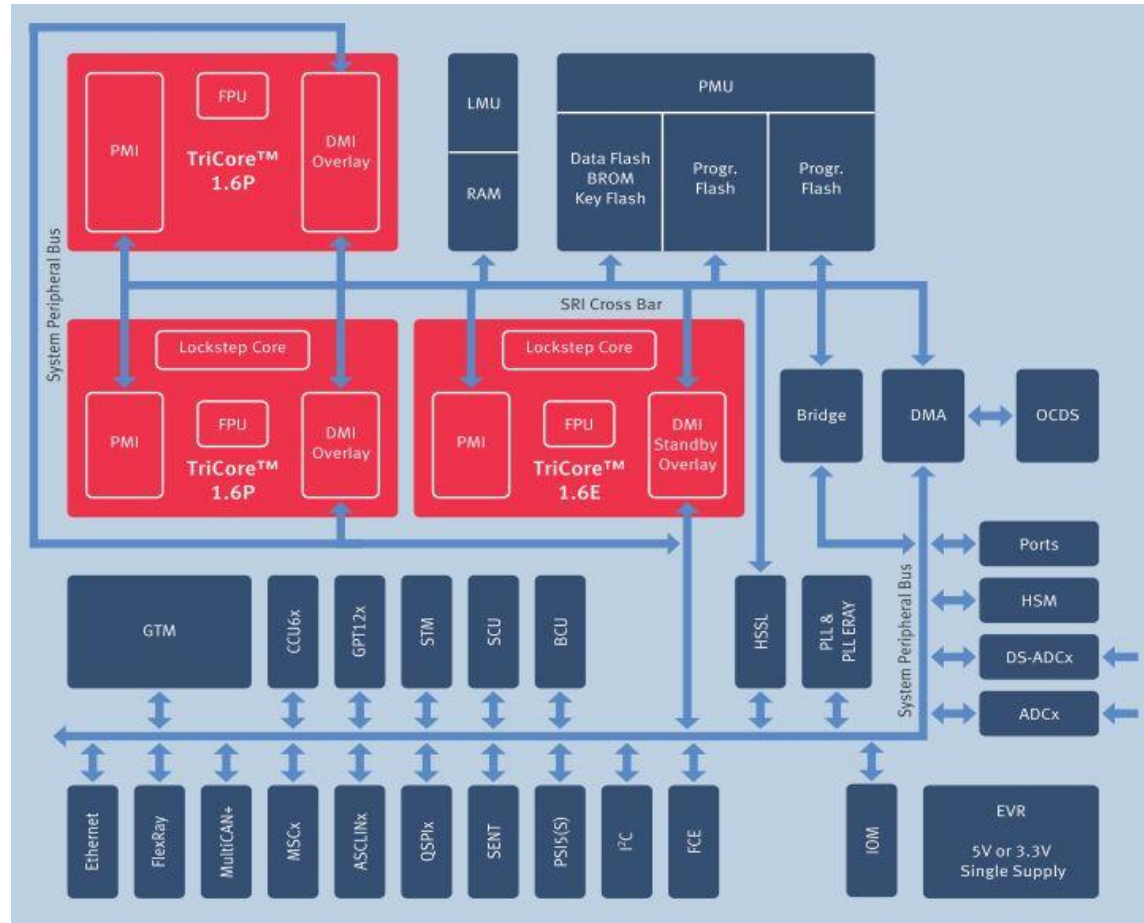 FPU
PMI
TriCore™
1.6P
DMI
Overlay
LMU
RAM
PMU
Data Flash
BROM
Key Flash
Progr.
Flash
Progr.
Flash
System Peripheral Bus
SRI Cross Bar
Lockstep Core
PMI
FPU
TriCore™
1.6P
DMI
Overlay
Lockstep Core
PMI
FPU
TriCore™
1.6E
DMI
Standby
Overlay
Bridge
DMA
OCDS
Ports
HSM
DS-ADCx
ADCx
System Peripheral Bus
GTM
CCU6x
GPT12x
STM
SCU
BCU
HSSL
PLL &
PLL ERAY
Ethernet
FlexRay
MultiCAN+
MSCx
ASCLINx
QSPIx
SENT
PSI5(S)
I²C
FCE
IOM
EVR
5V or 3.3V
Single Supply